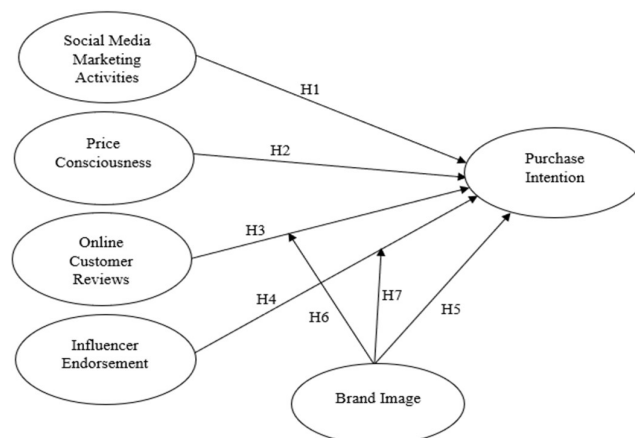 Social Media
Marketing
Activities
H1
Price
Consciousness
H2
Purchase
Intention
Online
Customer
Reviews
H3
H4
H7
H6
H5
Influencer
Endorsement
Brand Image